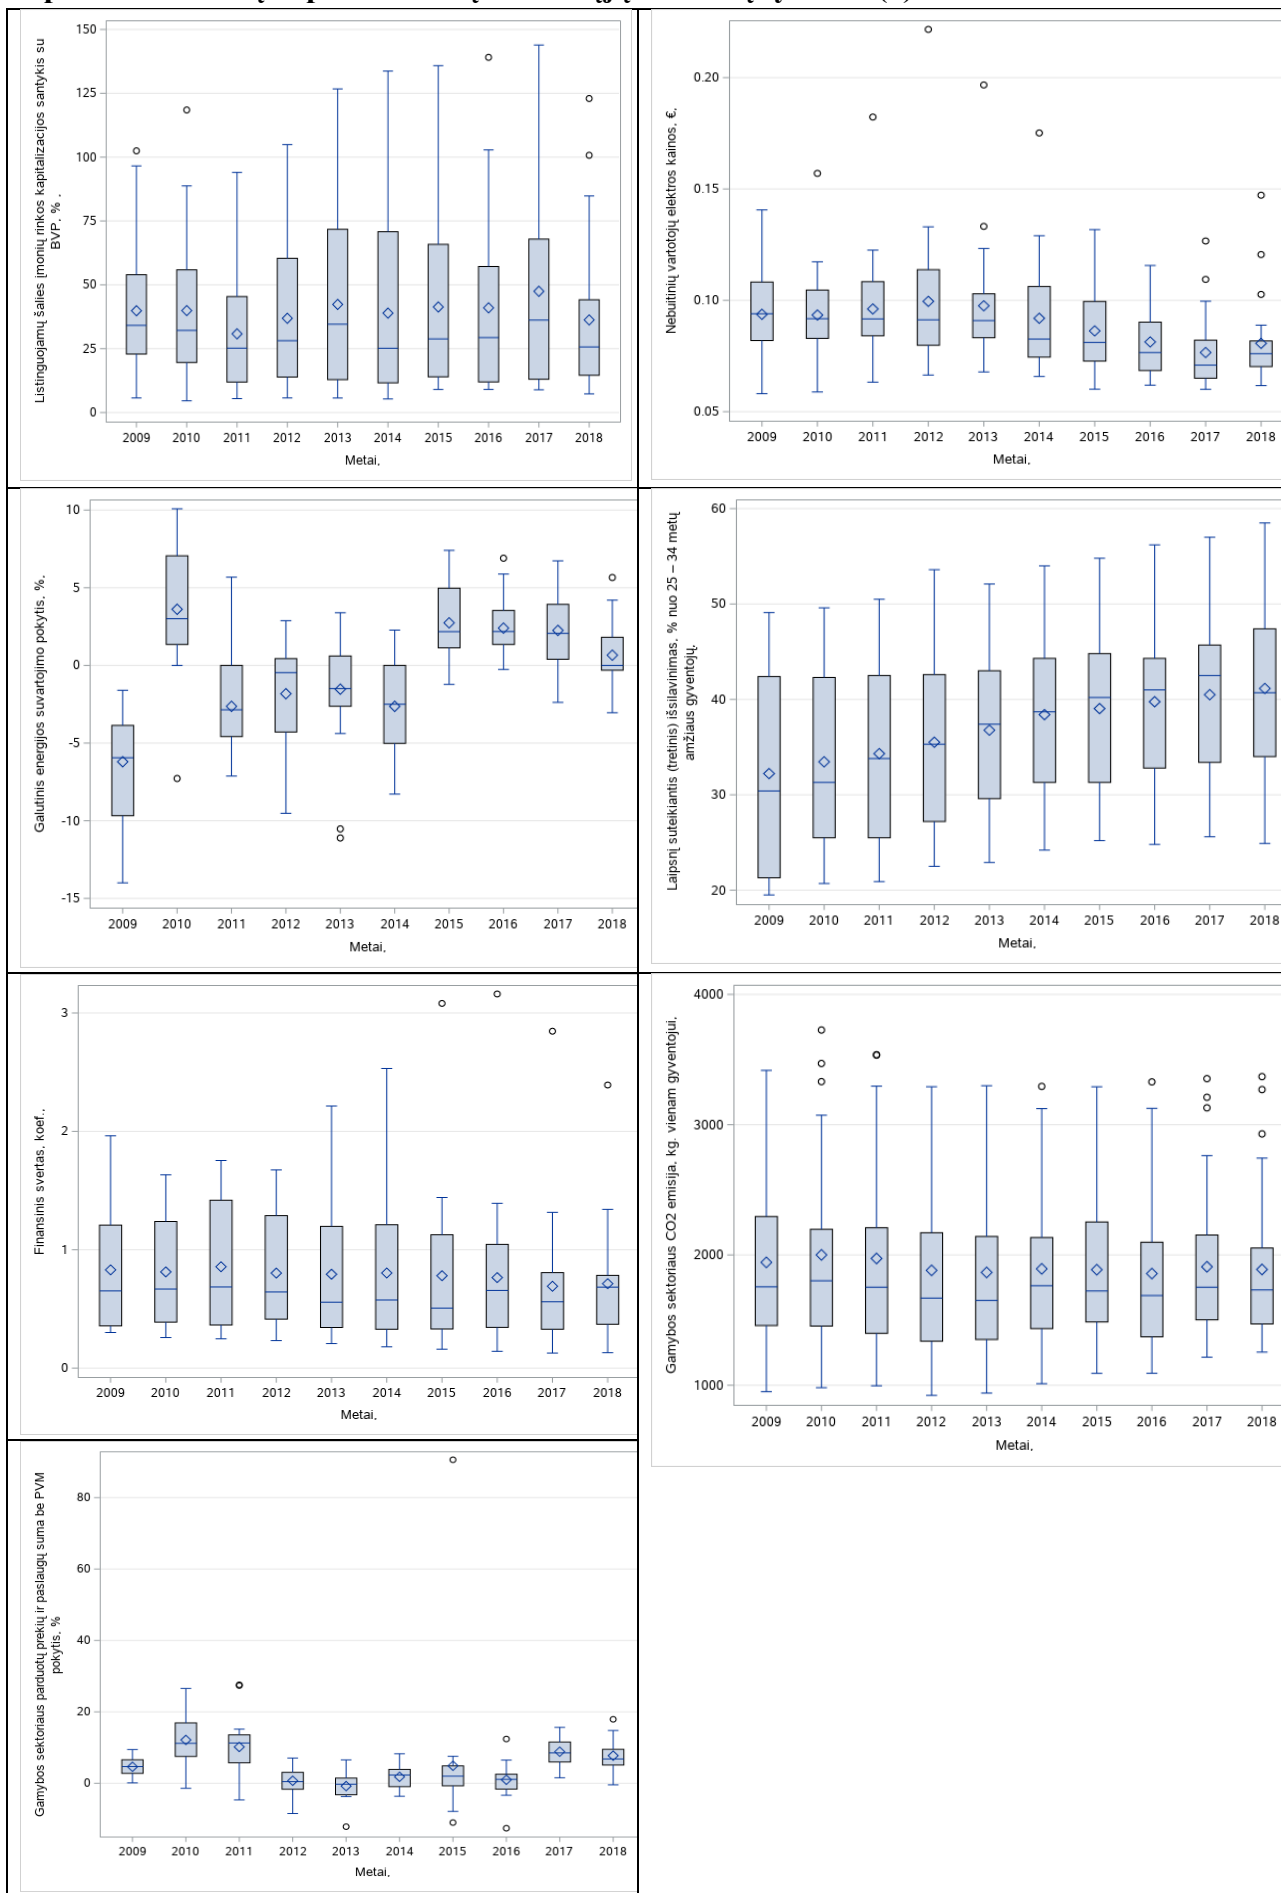 Listinguojamų šalies įmonių rinkos kapitalizacijos santykis su
BVP. % .
150
125
100
75
50
25
0
2009 2010 2011 2012 2013 2014 2015 2016 2017 2018
Metai.
Nebuitinių vartotojų elektros kainos. €.
0.20
0.15
0.10
0.05
2009 2010 2011 2012 2013 2014 2015 2016 2017 2018
Metai.
Galutinis energijos suvartojimo pokytis. %.
10
5
0
-5
-10
-15
2009 2010 2011 2012 2013 2014 2015 2016 2017 2018
Metai.
Laipsnį suteikiantis (tretinis) išsilavinimas. % nuo 25 – 34 metų
amžiaus gyventojų.
60
50
40
30
20
2009 2010 2011 2012 2013 2014 2015 2016 2017 2018
Metai.
Finansinis svertas. koef..
3
2
1
0
2009 2010 2011 2012 2013 2014 2015 2016 2017 2018
Metai.
Gamybos sektoriaus CO2 emisija. kg. vienam gyventojui.
4000
3000
2000
1000
2009 2010 2011 2012 2013 2014 2015 2016 2017 2018
Metai.
Gamybos sektoriaus parduotų prekių ir paslaugų suma be PVM
pokytis. %
80
60
40
20
0
2009 2010 2011 2012 2013 2014 2015 2016 2017 2018
Metai.